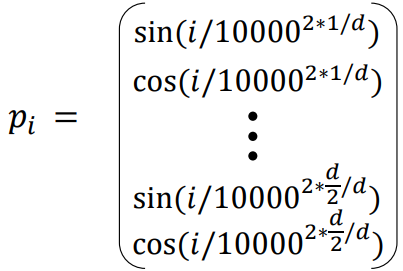 sin(i/10000^{2*1/d})
cos(i/10000^{2*1/d})
p_i =
⋮
sin(i/10000^{2*\frac{d}{2}/d})
cos(i/10000^{2*\frac{d}{2}/d})